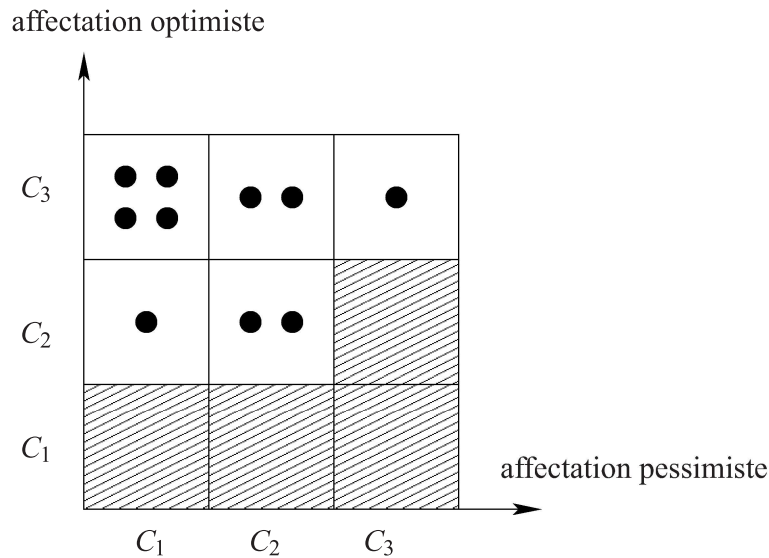 affectation optimiste
C3
C2
C1
affectation pessimiste
C1 C2 C3